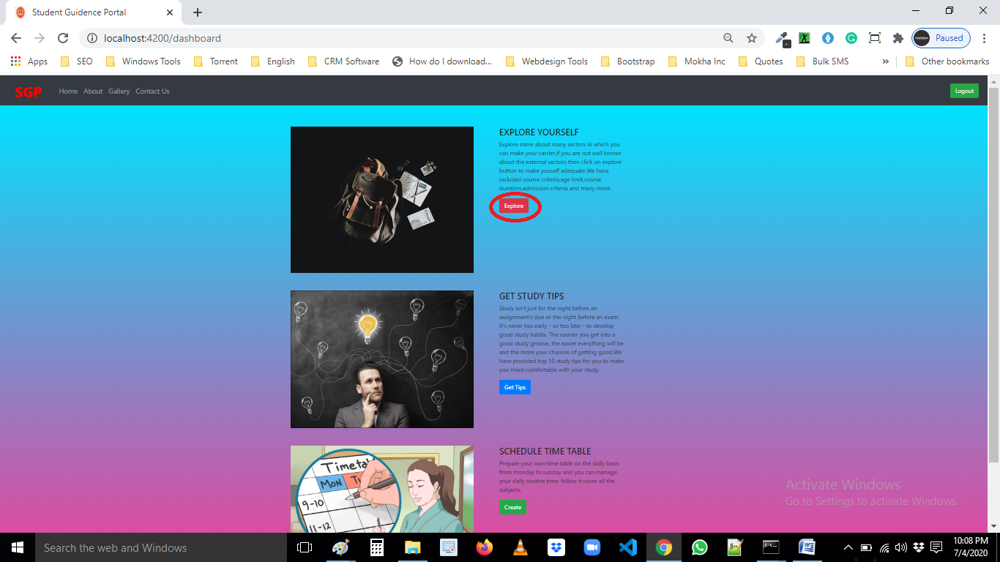 Student Guidence Portal
localhost:4200/dashboard
Paused
Apps SEO Windows Tools Torrent English CRM Software How do I download... Webdesign Tools Bootstrap Mokha Inc Quotes Bulk SMS » Other bookmarks
SGP Home About Gallery Contact Us Logout
EXPLORE YOURSELF
Explore more about many sectors in which you
can make your carrier,if you are not well known
about the external sectors then click on explore
button to make youself adequate.We have
included course criteria,age limit,course
duration,admission criteria and many more.
Explore
GET STUDY TIPS
Study isn't just for the night before an
assignment's due or the night before an exam.
It's never too early – or too late – to develop
good study habits. The sooner you get into a
good study groove, the easier everything will be
and the more your chances of getting good.We
have provided top 10 study tips for you to make
you more comfortable with your study.
Get Tips
Timetab
MON Tu
9-10
11-12
SCHEDULE TIME TABLE
Prepare your own time table on the daily basis
from monday to sunday and you can manage
your daily routine time. follow it cover all the
subjects.
Create
Activate Windows
Go to Settings to activate Windows.
Search the web and Windows
10:08 PM
7/4/2020